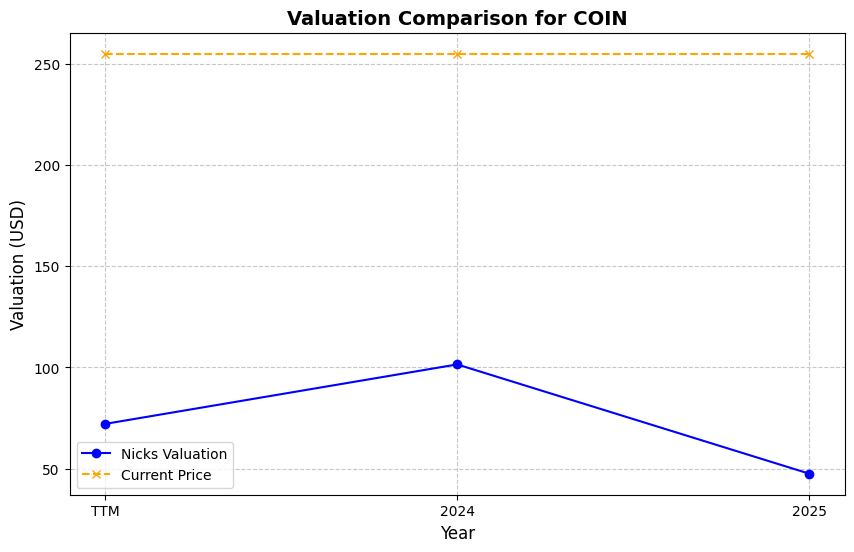 Valuation Comparison for COIN
Valuation (USD)
250
200
150
100
50
Nicks Valuation
Current Price
TTM
2024
2025
Year